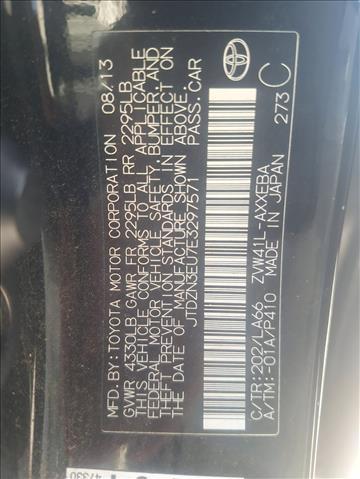 MFD. BY:TOYOTA MOTOR CORPORATION 08/13
GVWR 4330LB GAWR FR 2295LB RR 2295LB
THIS VEHICLE CONFORMS TO ALL APPLICABLE
FEDERAL MOTOR VEHICLE SAFETY, BUMPER, AND
THEFT PREVENTION STANDARDS IN EFFECT ON
THE DATE OF MANUFACTURE SHOWN ABOVE.
JTDZN3EU7E3297571 PASS.CAR
TOYOTA
C/TR:202/LA66 ZVW41L-AXXEBA
A/TM:-01A/P410 MADE IN JAPAN
273 C
47330